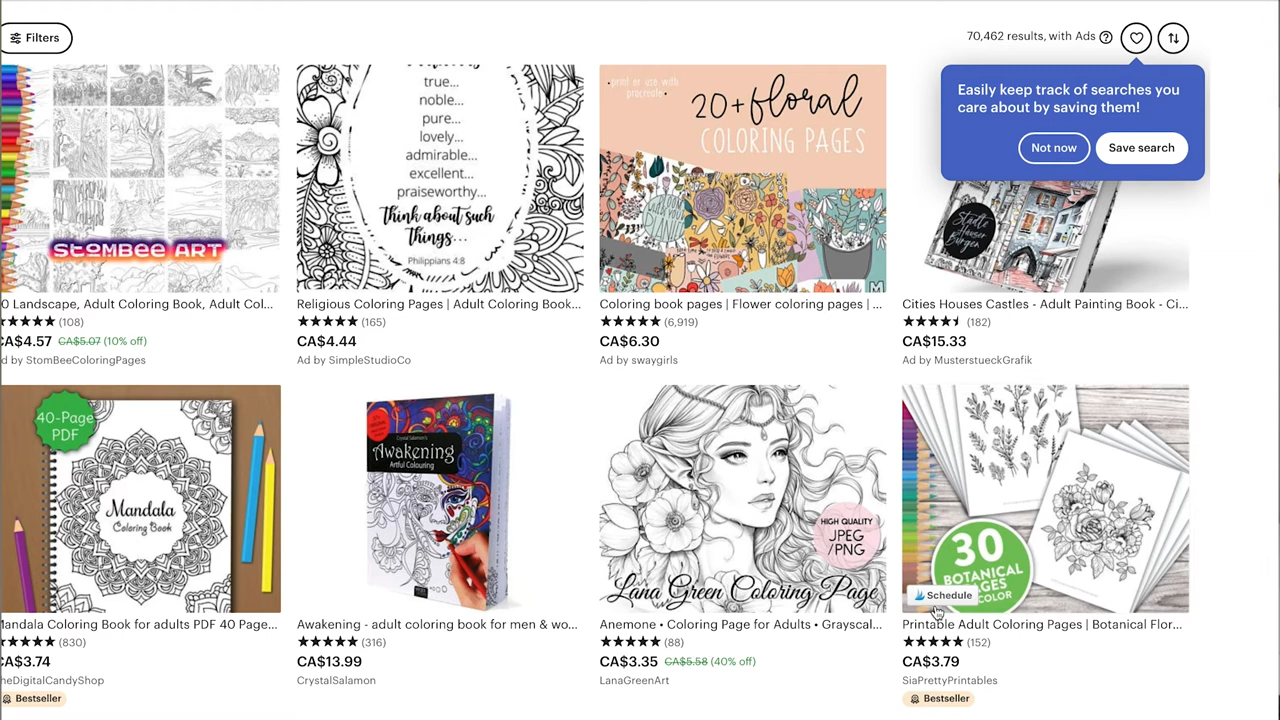 Filters
70,462 results, with Ads ?
Easily keep track of searches you
care about by saving them!
Not now
Save search
STOMBEE ART
true...
noble...
pure...
lovely...
admirable...
excellent...
praiseworthy...
Think about such
things...
Philippians 4:8
•print or use with
procreate•
20+ floral
COLORING PAGES
Stadte
Häuser
Burgen
0 Landscape, Adult Coloring Book, Adult Col...
(108)
CA$4.57 CA$5.07 (10% off)
d by StomBeeColoringPages
Religious Coloring Pages | Adult Coloring Book...
(165)
CA$4.44
Ad by SimpleStudioCo
Coloring book pages | Flower coloring pages | ...
(6,919)
CA$6.30
Ad by swaygirls
Cities Houses Castles - Adult Painting Book - Ci...
(182)
CA$15.33
Ad by MusterstueckGrafik
40-Page
PDF
Mandala
Coloring Book
Crystal Salamon's
Awakening
Artful Colouring
HIGH QUALITY
JPEG
/PNG
Lana Green Coloring Page
30
BOTANICAL
PAGES
COLOR
Schedule
Mandala Coloring Book for adults PDF 40 Page...
(830)
CA$3.74
heDigitalCandyShop
Bestseller
Awakening - adult coloring book for men & wo...
(316)
CA$13.99
CrystalSalamon
Anemone • Coloring Page for Adults • Grayscal...
(88)
CA$3.35 CA$5.58 (40% off)
LanaGreenArt
Printable Adult Coloring Pages | Botanical Flor...
(152)
CA$3.79
SiaPrettyPrintables
Bestseller